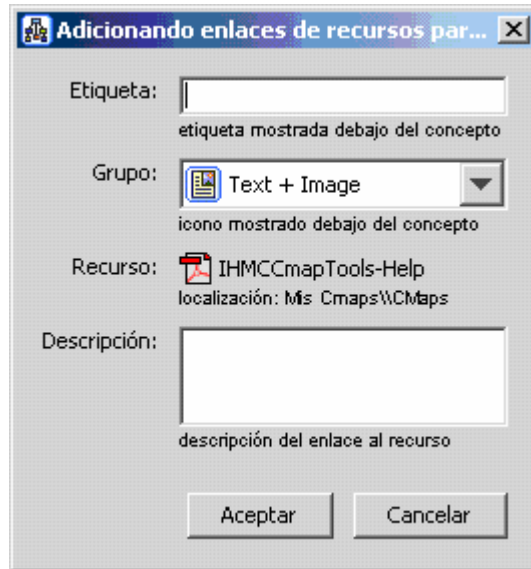 Adicionando enlaces de recursos par...
Etiqueta:
etiqueta mostrada debajo del concepto
Grupo: Text + Image
icono mostrado debajo del concepto
Recurso: IHMCCmapTools-Help
localización: Mis Cmaps\\CMaps
Descripción:
descripción del enlace al recurso
Aceptar Cancelar